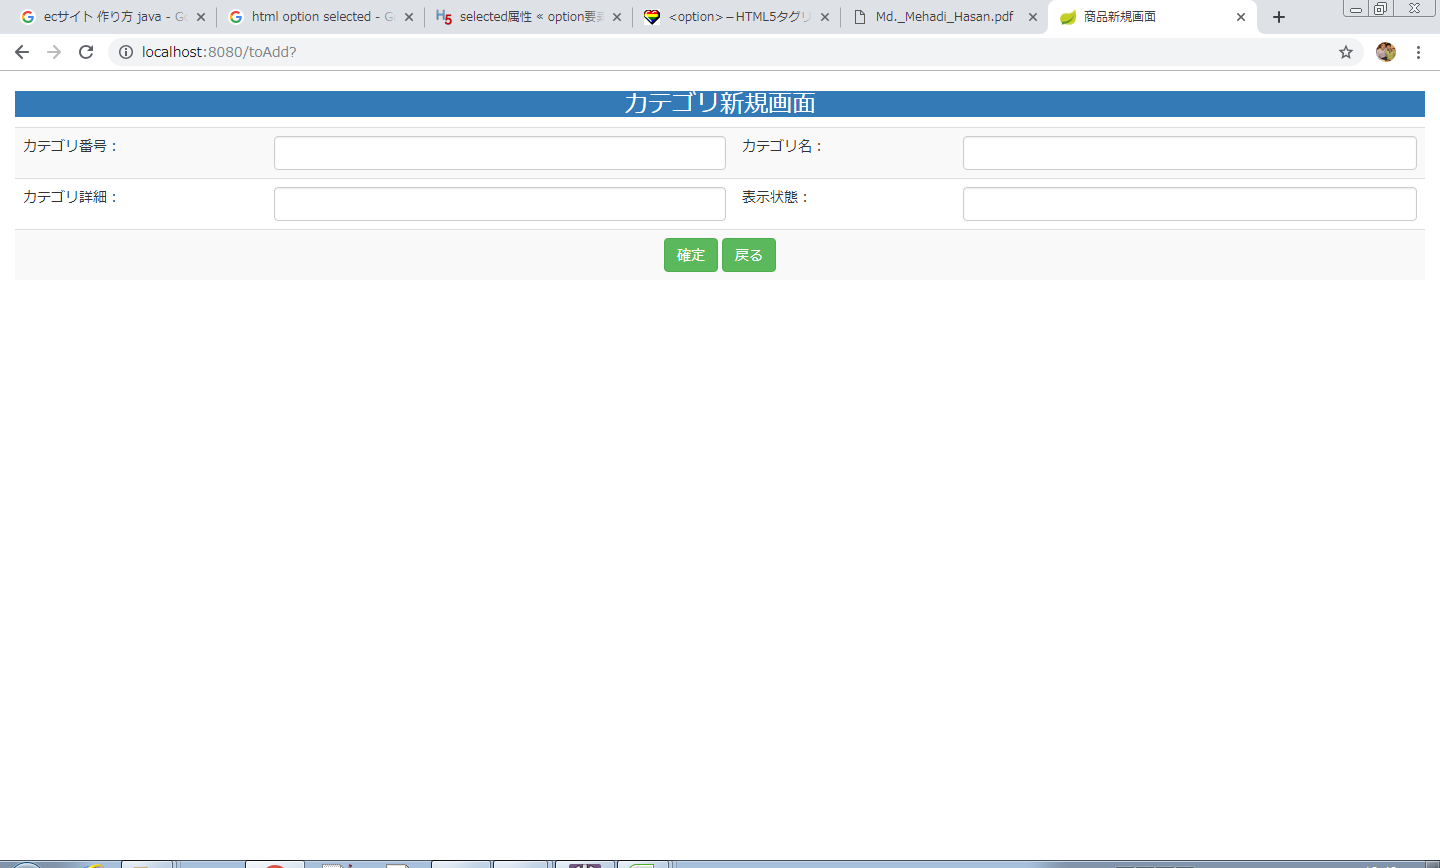 ecサイト 作り方 java - G
html option selected - G
selected属性 « option要
<option>－HTML5タグリ
Md._Mehadi_Hasan.pdf
商品新規画面
localhost:8080/toAdd?
カテゴリ新規画面
カテゴリ番号： カテゴリ名：
カテゴリ詳細： 表示状態：
確定 戻る